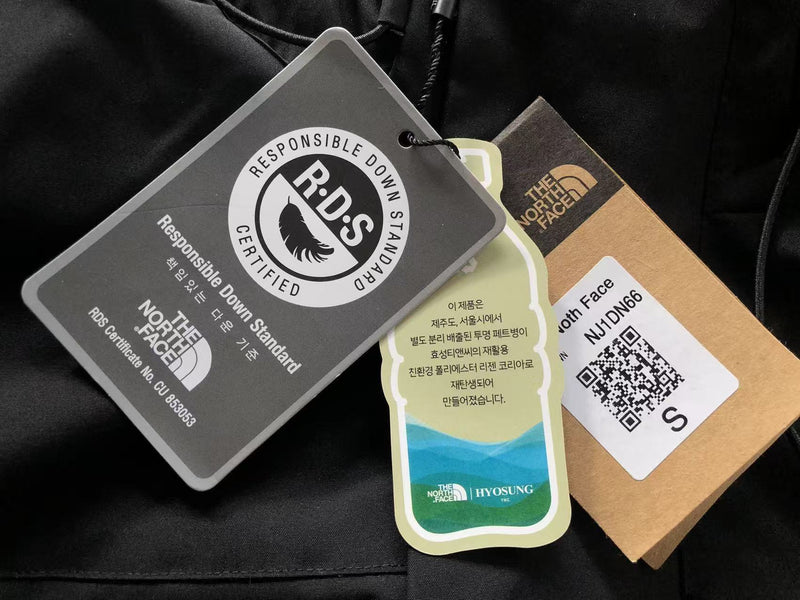 RESPONSIBLE DOWN STANDARD
R·D·S
CERTIFIED
Responsible Down Standard
책임있는 다운 기준
THE
NORTH
FACE
RDS Certificate No. CU 853053
이 제품은
제주도, 서울시에서
별도 분리 배출된 투명 페트병이
효성티앤씨의 재활용
친환경 폴리에스터 리젠 코리아로
재탄생되어
만들어졌습니다.
THE
NORTH
FACE
HYOSUNG
TNC
THE
NORTH
FACE
Noth Face
NJ1DN66
S